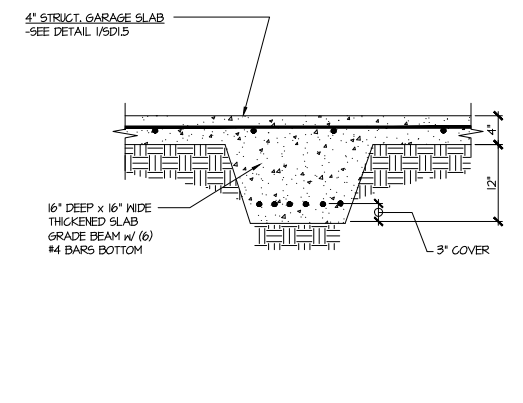 4" STRUCT. GARAGE SLAB
-SEE DETAIL 1/SD1.5
4"
12"
16" DEEP x 16" WIDE
THICKENED SLAB
GRADE BEAM w/ (6)
#4 BARS BOTTOM
3" COVER